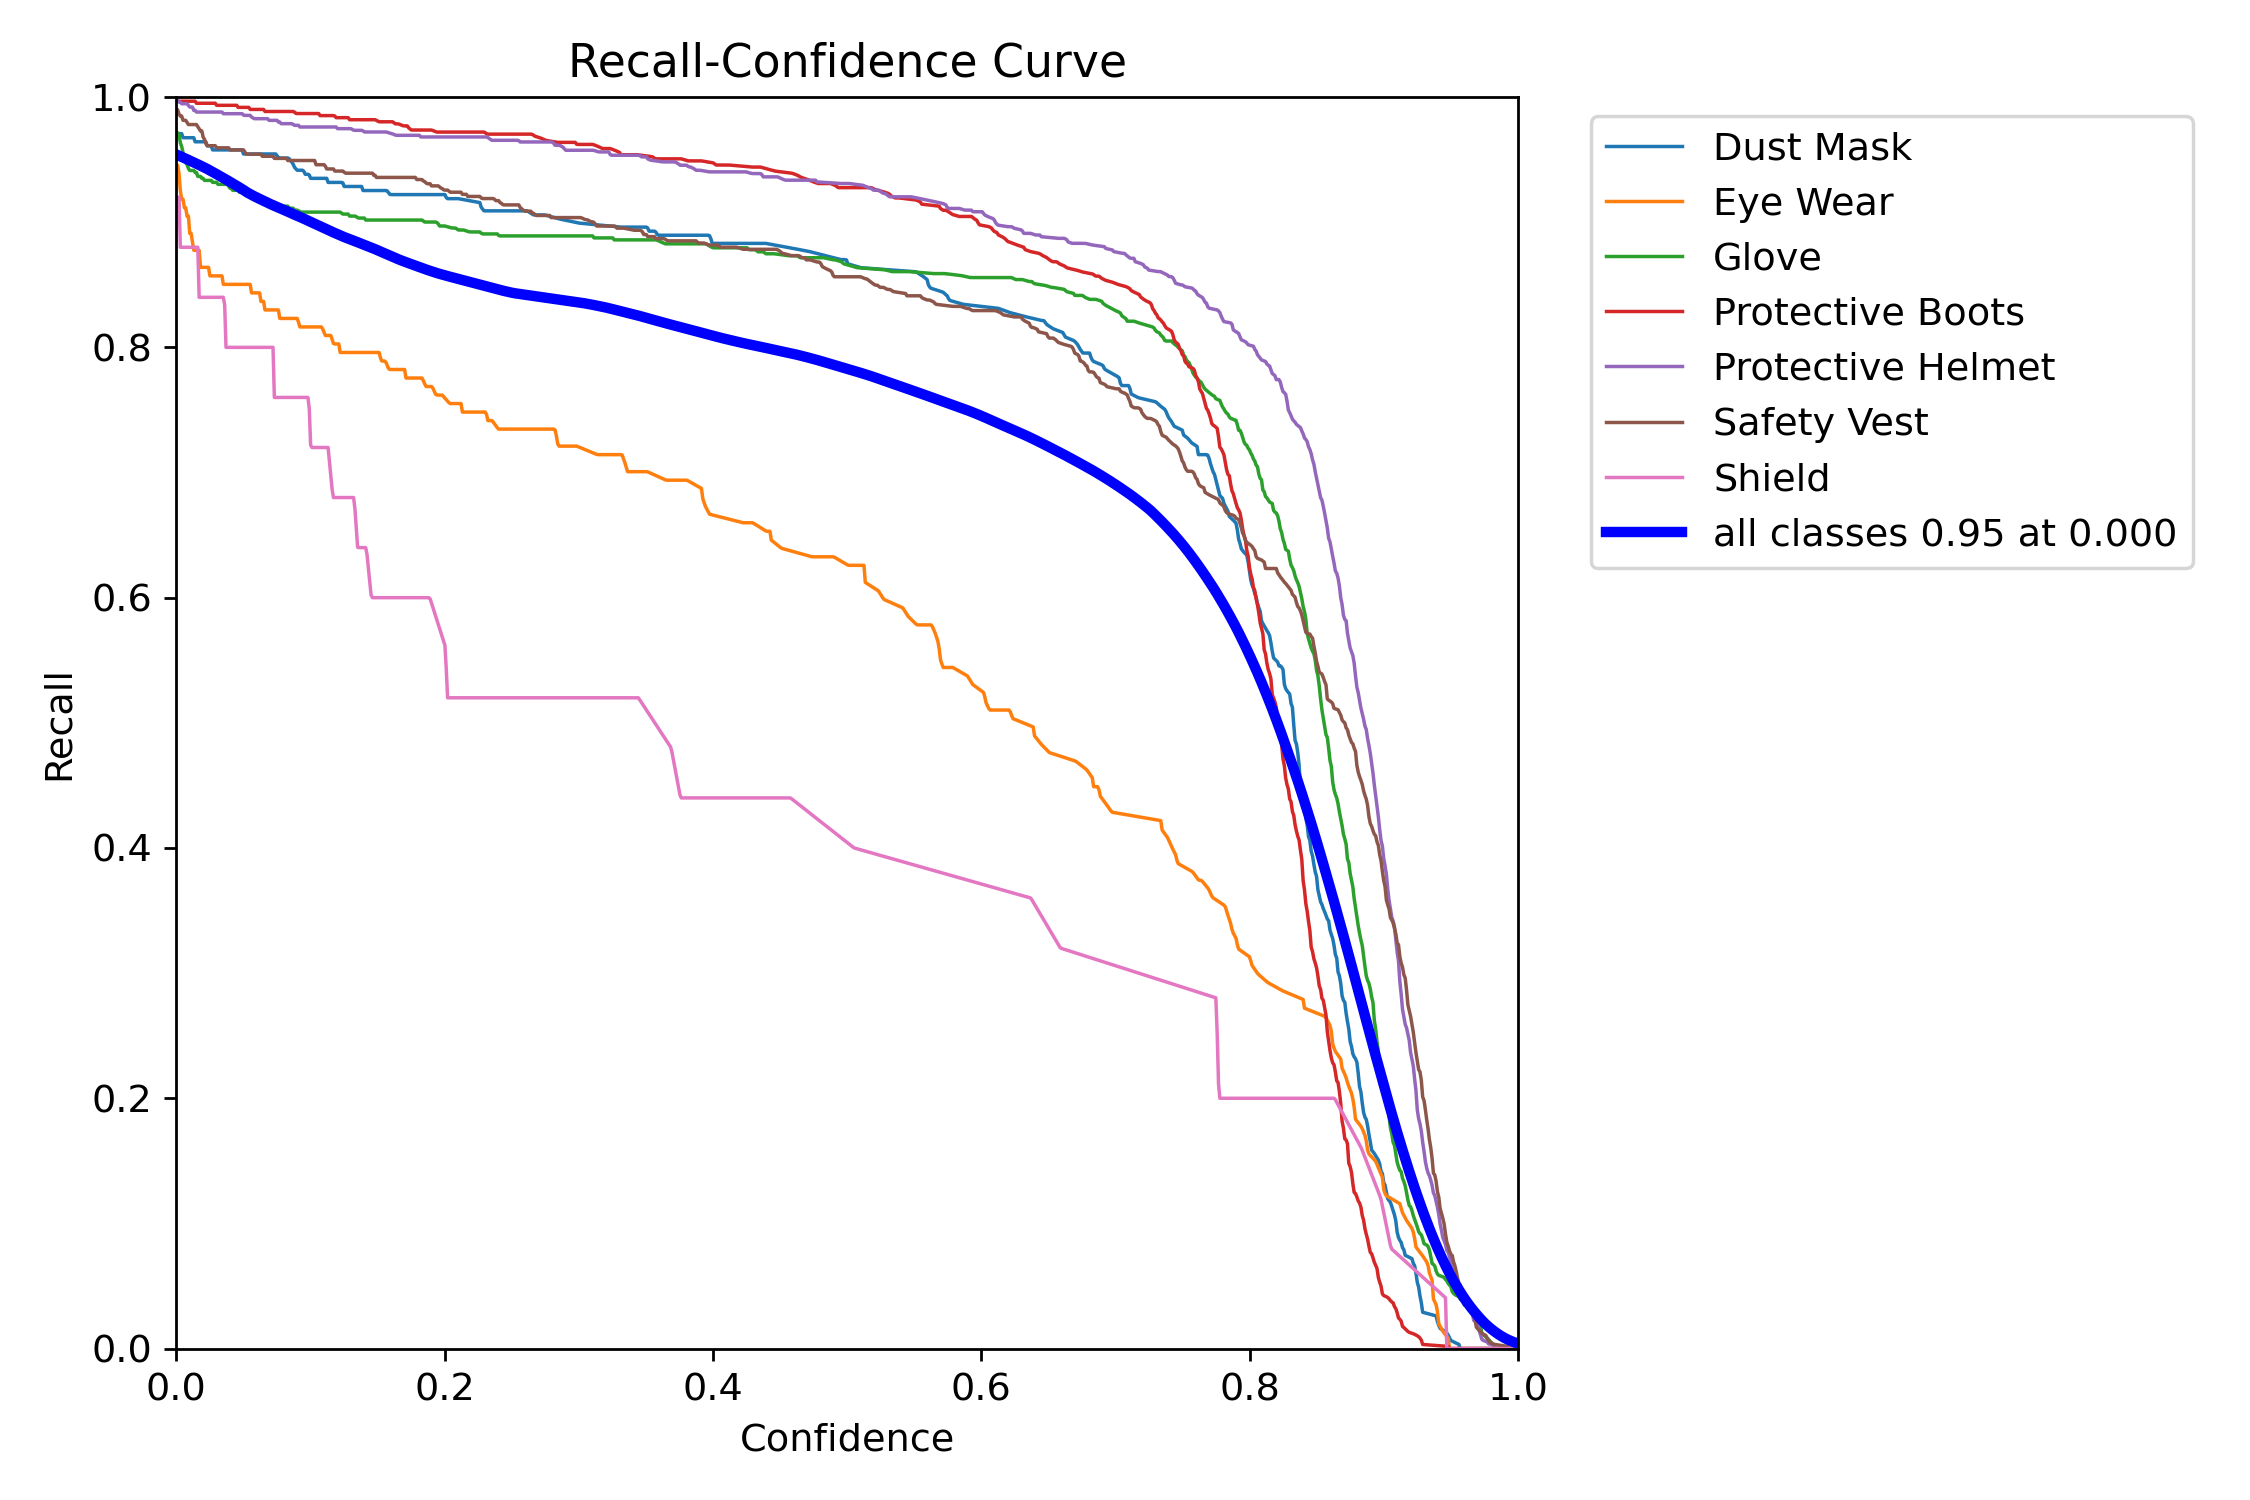 Recall-Confidence Curve
1.0
0.8
0.6
0.4
0.2
0.0
Recall
0.0 0.2 0.4 0.6 0.8 1.0
Confidence
Dust Mask
Eye Wear
Glove
Protective Boots
Protective Helmet
Safety Vest
Shield
all classes 0.95 at 0.000